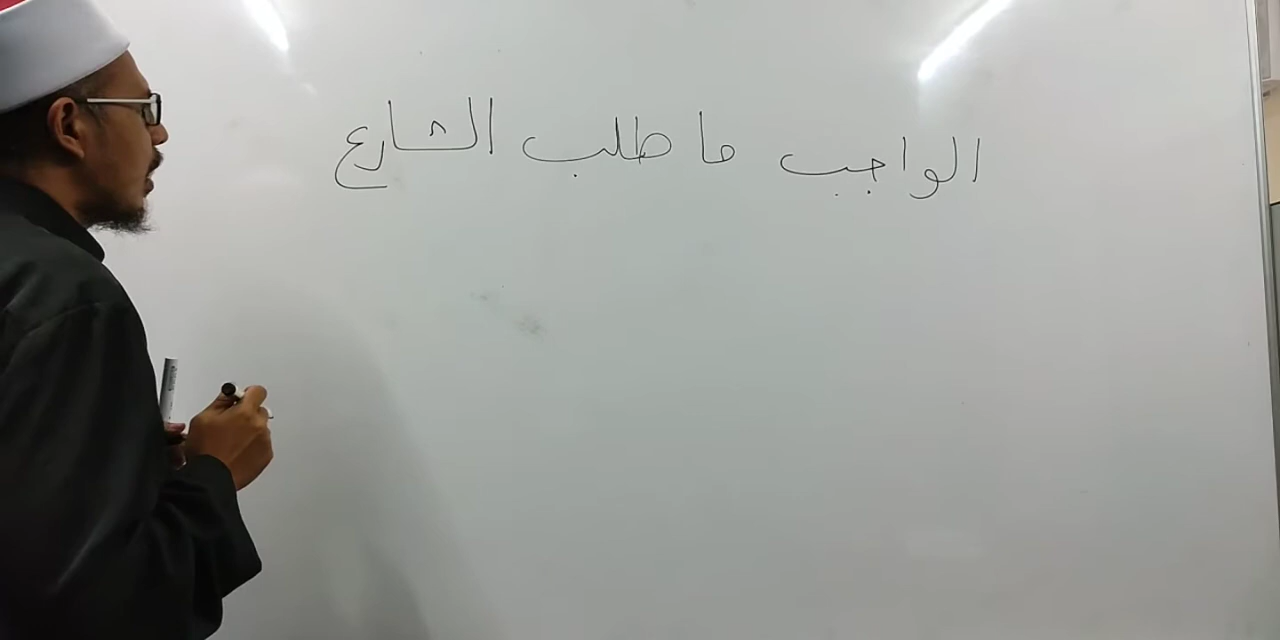 الواجب ما طلب الشارع